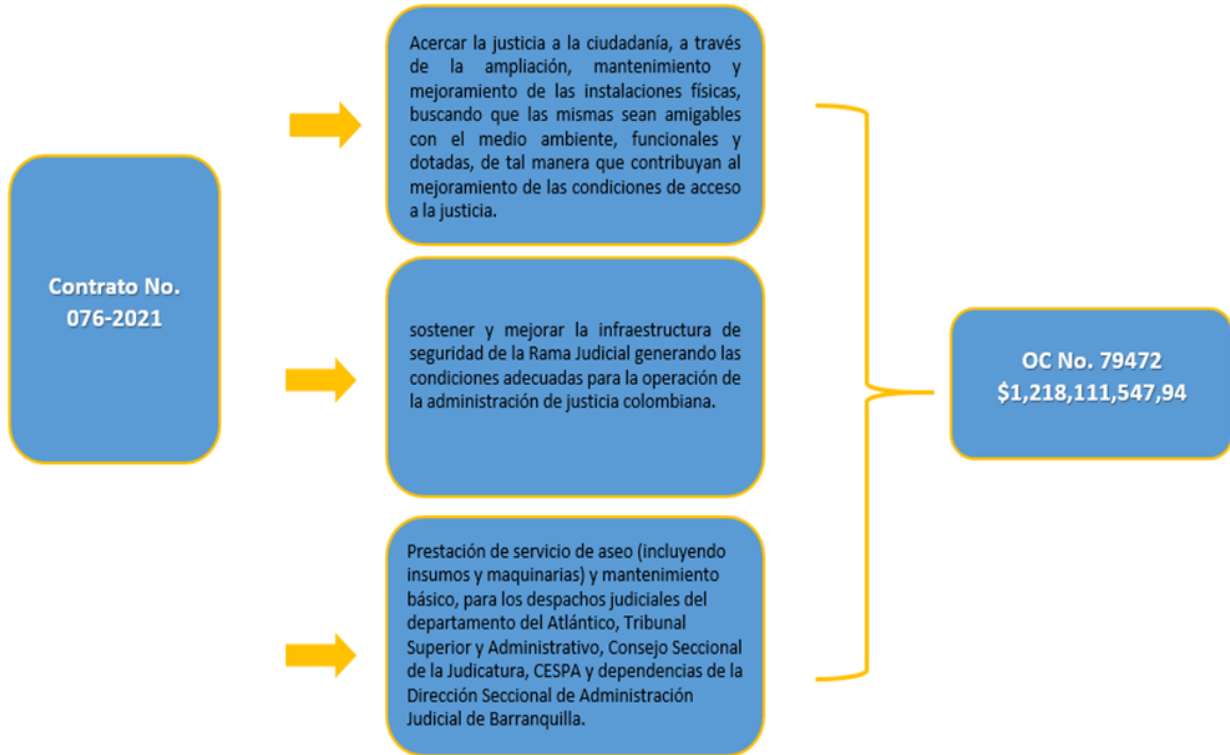 Contrato No.
076-2021
Acercar la justicia a la ciudadanía, a través
de la ampliación, mantenimiento y
mejoramiento de las instalaciones físicas,
buscando que las mismas sean amigables
con el medio ambiente, funcionales y
dotadas, de tal manera que contribuyan al
mejoramiento de las condiciones de acceso
a la justicia.
sostener y mejorar la infraestructura de
seguridad de la Rama Judicial generando las
condiciones adecuadas para la operación de
la administración de justicia colombiana.
Prestación de servicio de aseo (incluyendo
insumos y maquinarias) y mantenimiento
básico, para los despachos judiciales del
departamento del Atlántico, Tribunal
Superior y Administrativo, Consejo Seccional
de la Judicatura, CESPA y dependencias de la
Dirección Seccional de Administración
Judicial de Barranquilla.
OC No. 79472
$1,218,111,547,94